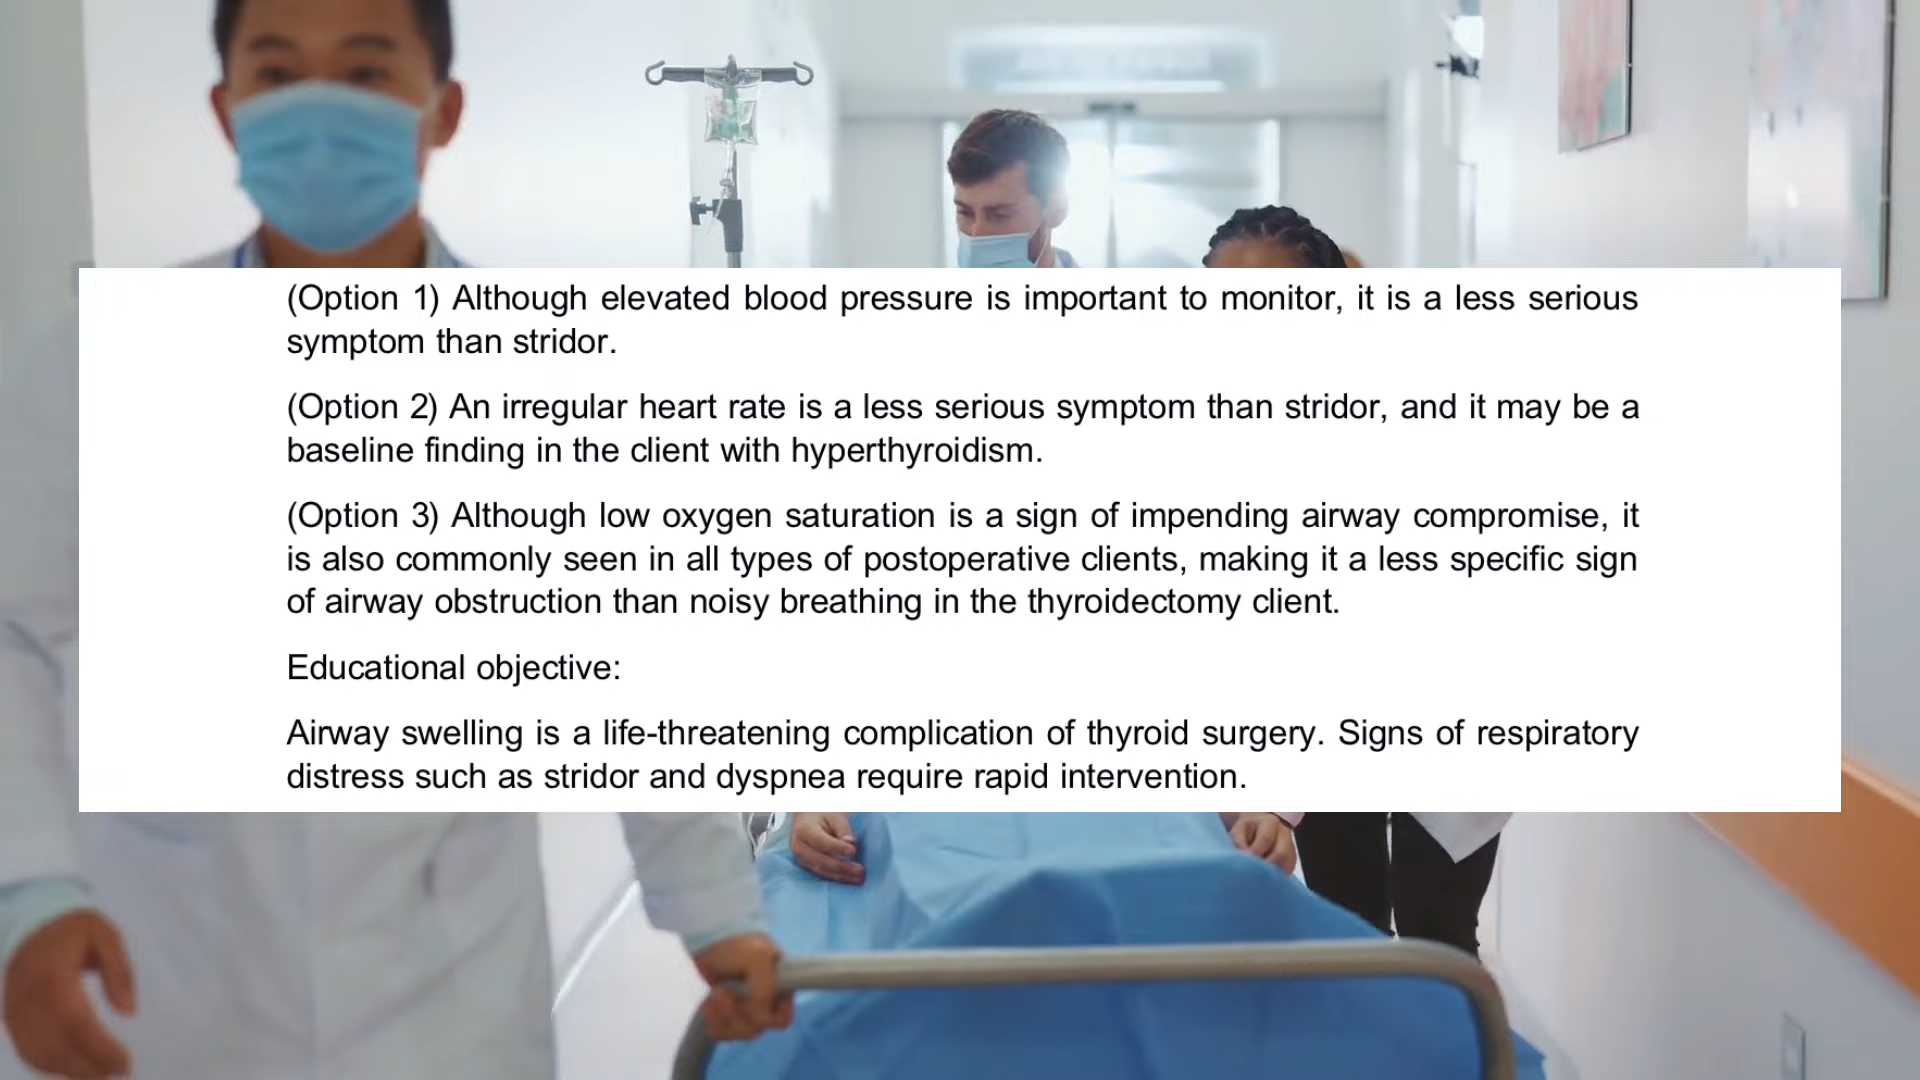 (Option 1) Although elevated blood pressure is important to monitor, it is a less serious
symptom than stridor.
(Option 2) An irregular heart rate is a less serious symptom than stridor, and it may be a
baseline finding in the client with hyperthyroidism.
(Option 3) Although low oxygen saturation is a sign of impending airway compromise, it
is also commonly seen in all types of postoperative clients, making it a less specific sign
of airway obstruction than noisy breathing in the thyroidectomy client.
Educational objective:
Airway swelling is a life-threatening complication of thyroid surgery. Signs of respiratory
distress such as stridor and dyspnea require rapid intervention.